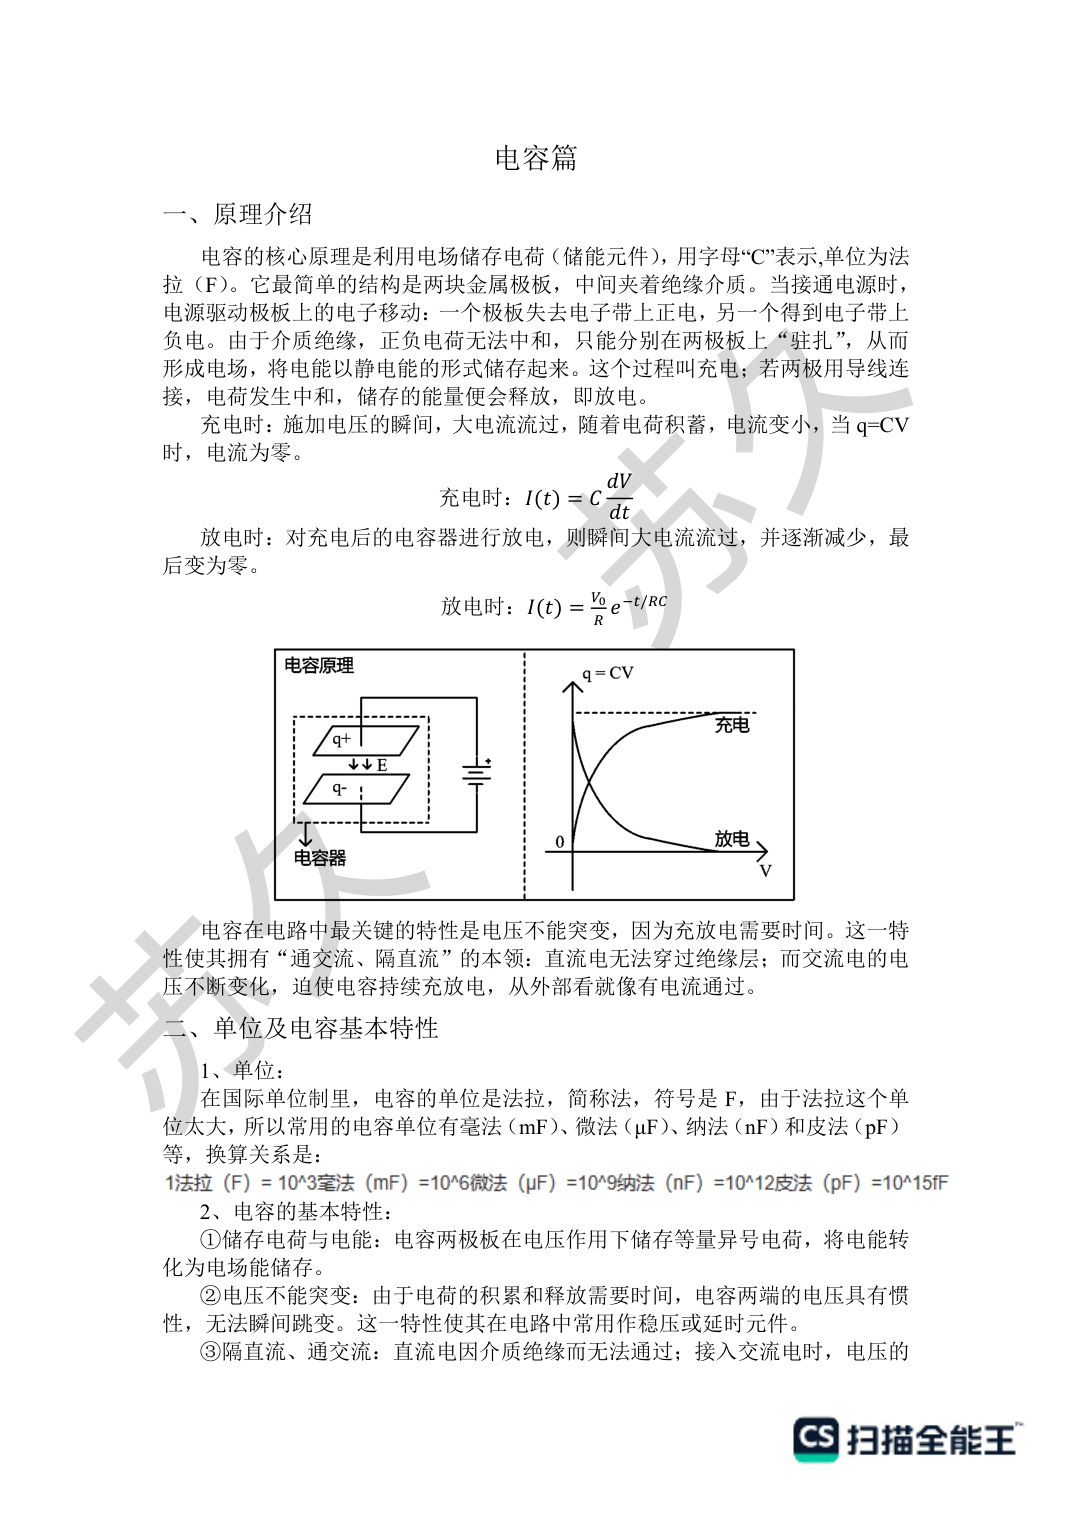 电容篇
一、原理介绍
电容的核心原理是利用电场储存电荷（储能元件），用字母“C”表示,单位为法
拉（F）。它最简单的结构是两块金属极板，中间夹着绝缘介质。当接通电源时，
电源驱动极板上的电子移动：一个极板失去电子带上正电，另一个得到电子带上
负电。由于介质绝缘，正负电荷无法中和，只能分别在两极板上“驻扎”，从而
形成电场，将电能以静电能的形式储存起来。这个过程叫充电；若两极用导线连
接，电荷发生中和，储存的能量便会释放，即放电。
充电时：施加电压的瞬间，大电流流过，随着电荷积蓄，电流变小，当 q=CV
时，电流为零。
充电时：I(t) = C dV/dt
放电时：对充电后的电容器进行放电，则瞬间大电流流过，并逐渐减少，最
后变为零。
放电时：I(t) = V₀/R e^(−t/RC)
电容原理
q+
E
q-
电容器
q = CV
充电
放电
0
V
电容在电路中最关键的特性是电压不能突变，因为充放电需要时间。这一特
性使其拥有“通交流、隔直流”的本领：直流电无法穿过绝缘层；而交流电的电
压不断变化，迫使电容持续充放电，从外部看就像有电流通过。
二、单位及电容基本特性
1、单位：
在国际单位制里，电容的单位是法拉，简称法，符号是 F，由于法拉这个单
位太大，所以常用的电容单位有毫法（mF）、微法（μF）、纳法（nF）和皮法（pF）
等，换算关系是：
1法拉（F）= 10^3毫法（mF）=10^6微法（μF）=10^9纳法（nF）=10^12皮法（pF）=10^15fF
2、电容的基本特性：
①储存电荷与电能：电容两极板在电压作用下储存等量异号电荷，将电能转
化为电场能储存。
②电压不能突变：由于电荷的积累和释放需要时间，电容两端的电压具有惯
性，无法瞬间跳变。这一特性使其在电路中常用作稳压或延时元件。
③隔直流、通交流：直流电因介质绝缘而无法通过；接入交流电时，电压的
苏久
苏久
CS 扫描全能王™